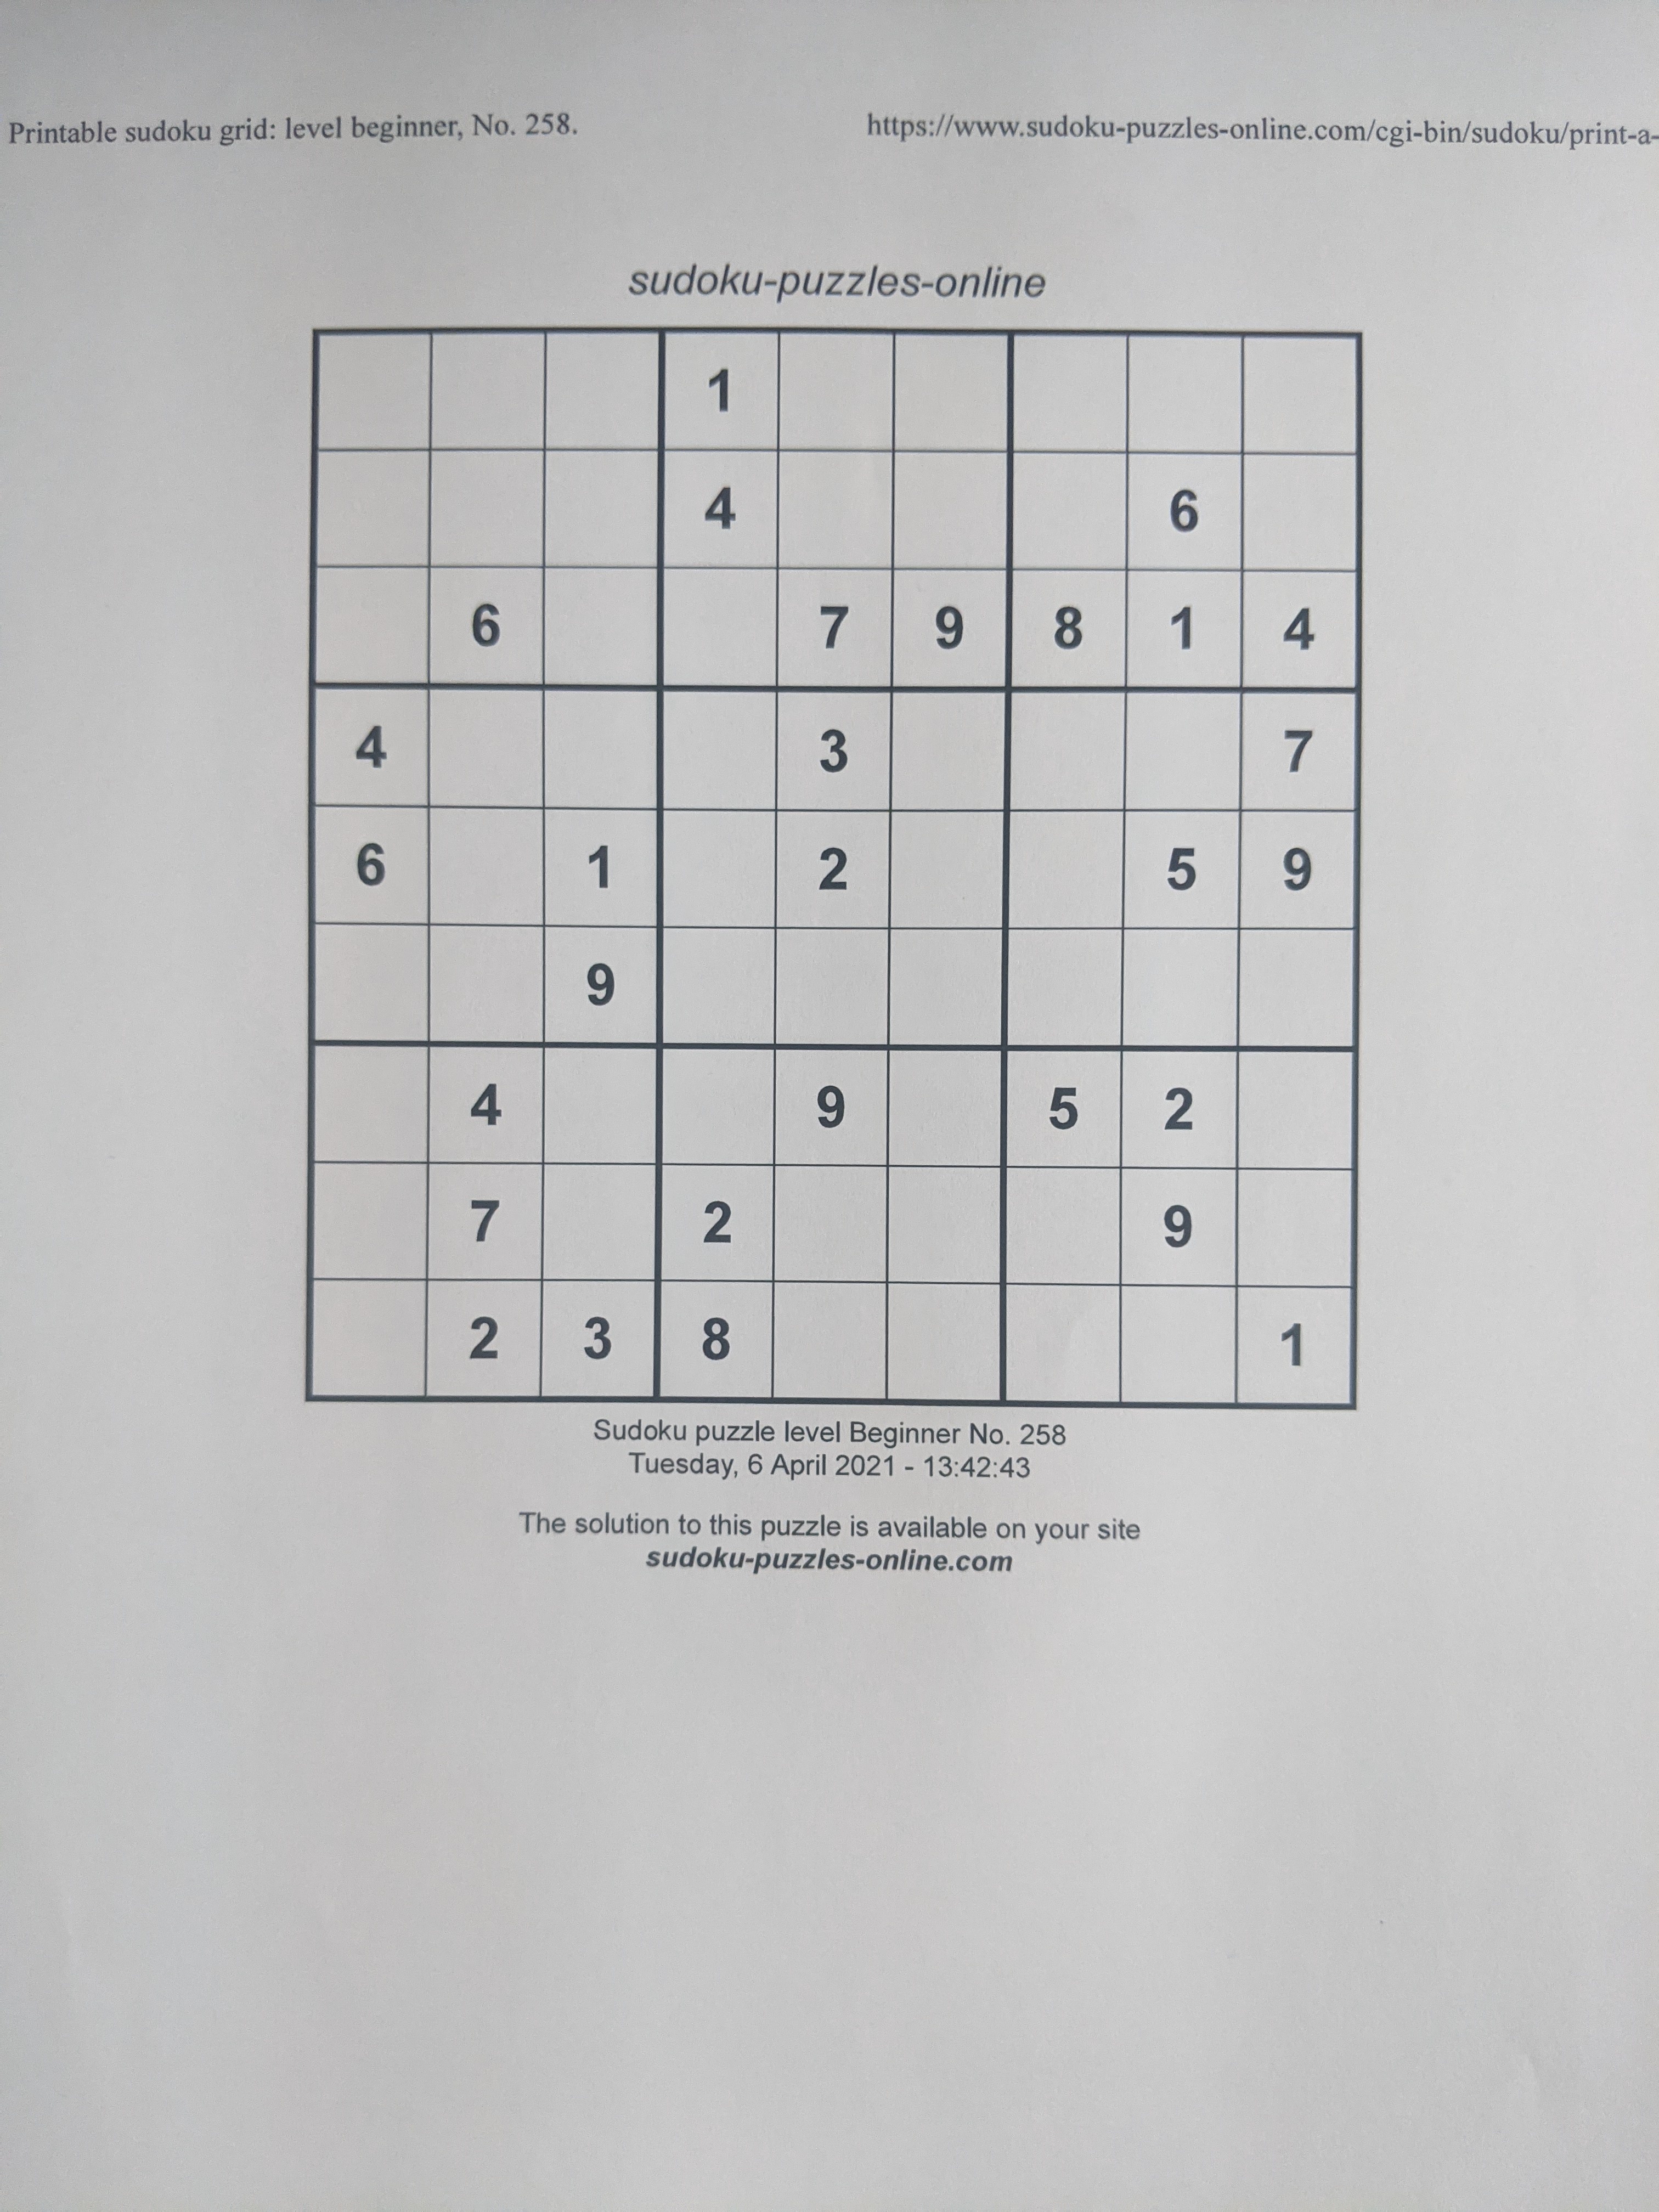 Printable sudoku grid: level beginner, No. 258.
https://www.sudoku-puzzles-online.com/cgi-bin/sudoku/print-a-
sudoku-puzzles-online
1
4 6
6 7 9 8 1 4
4 3 7
6 1 2 5 9
9
4 9 5 2
7 2 9
2 3 8 1
Sudoku puzzle level Beginner No. 258
Tuesday, 6 April 2021 - 13:42:43
The solution to this puzzle is available on your site
sudoku-puzzles-online.com